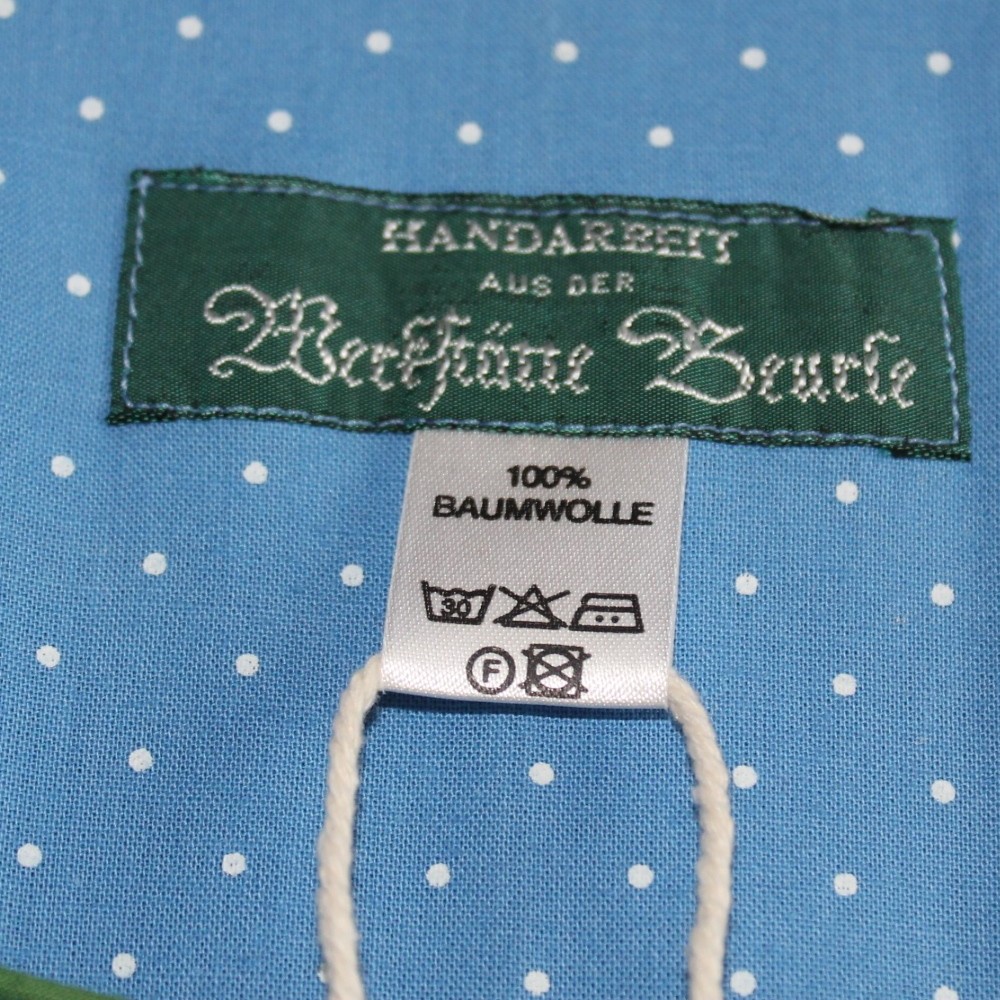 HANDARBEIT
AUS DER
Werkstätte Beurle
100%
BAUMWOLLE
30
F